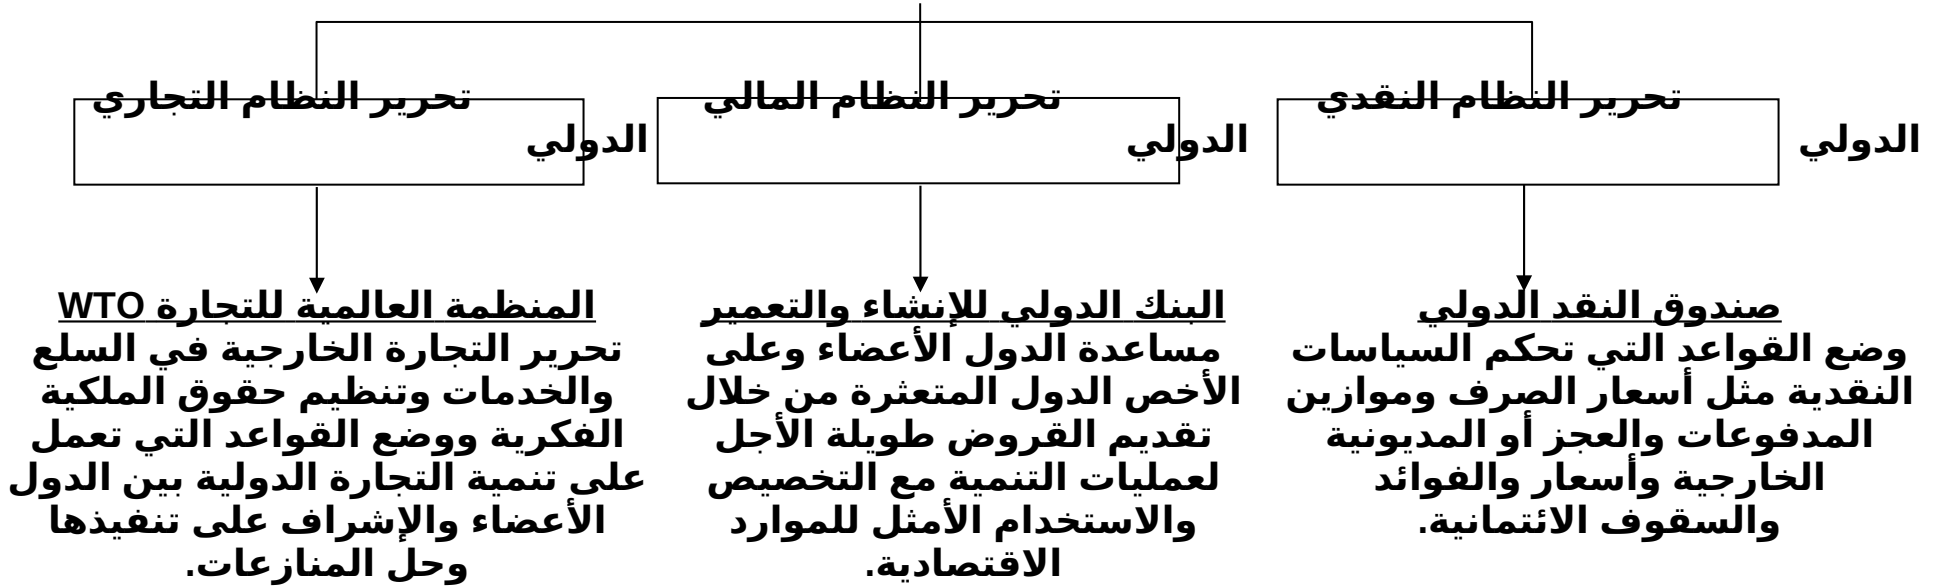 تحرير النظام النقدي
الدولي
تحرير النظام المالي
الدولي
تحرير النظام التجاري
الدولي
صندوق النقد الدولي
وضع القواعد التي تحكم السياسات
النقدية مثل أسعار الصرف وموازين
المدفوعات والعجز أو المديونية
الخارجية وأسعار والفوائد
والسقوف الائتمانية.
البنك الدولي للإنشاء والتعمير
مساعدة الدول الأعضاء وعلى
الأخص الدول المتعثرة من خلال
تقديم القروض طويلة الأجل
لعمليات التنمية مع التخصيص
والاستخدام الأمثل للموارد
الاقتصادية.
المنظمة العالمية للتجارة WTO
تحرير التجارة الخارجية في السلع
والخدمات وتنظيم حقوق الملكية
الفكرية ووضع القواعد التي تعمل
على تنمية التجارة الدولية بين الدول
الأعضاء والإشراف على تنفيذها
وحل المنازعات.